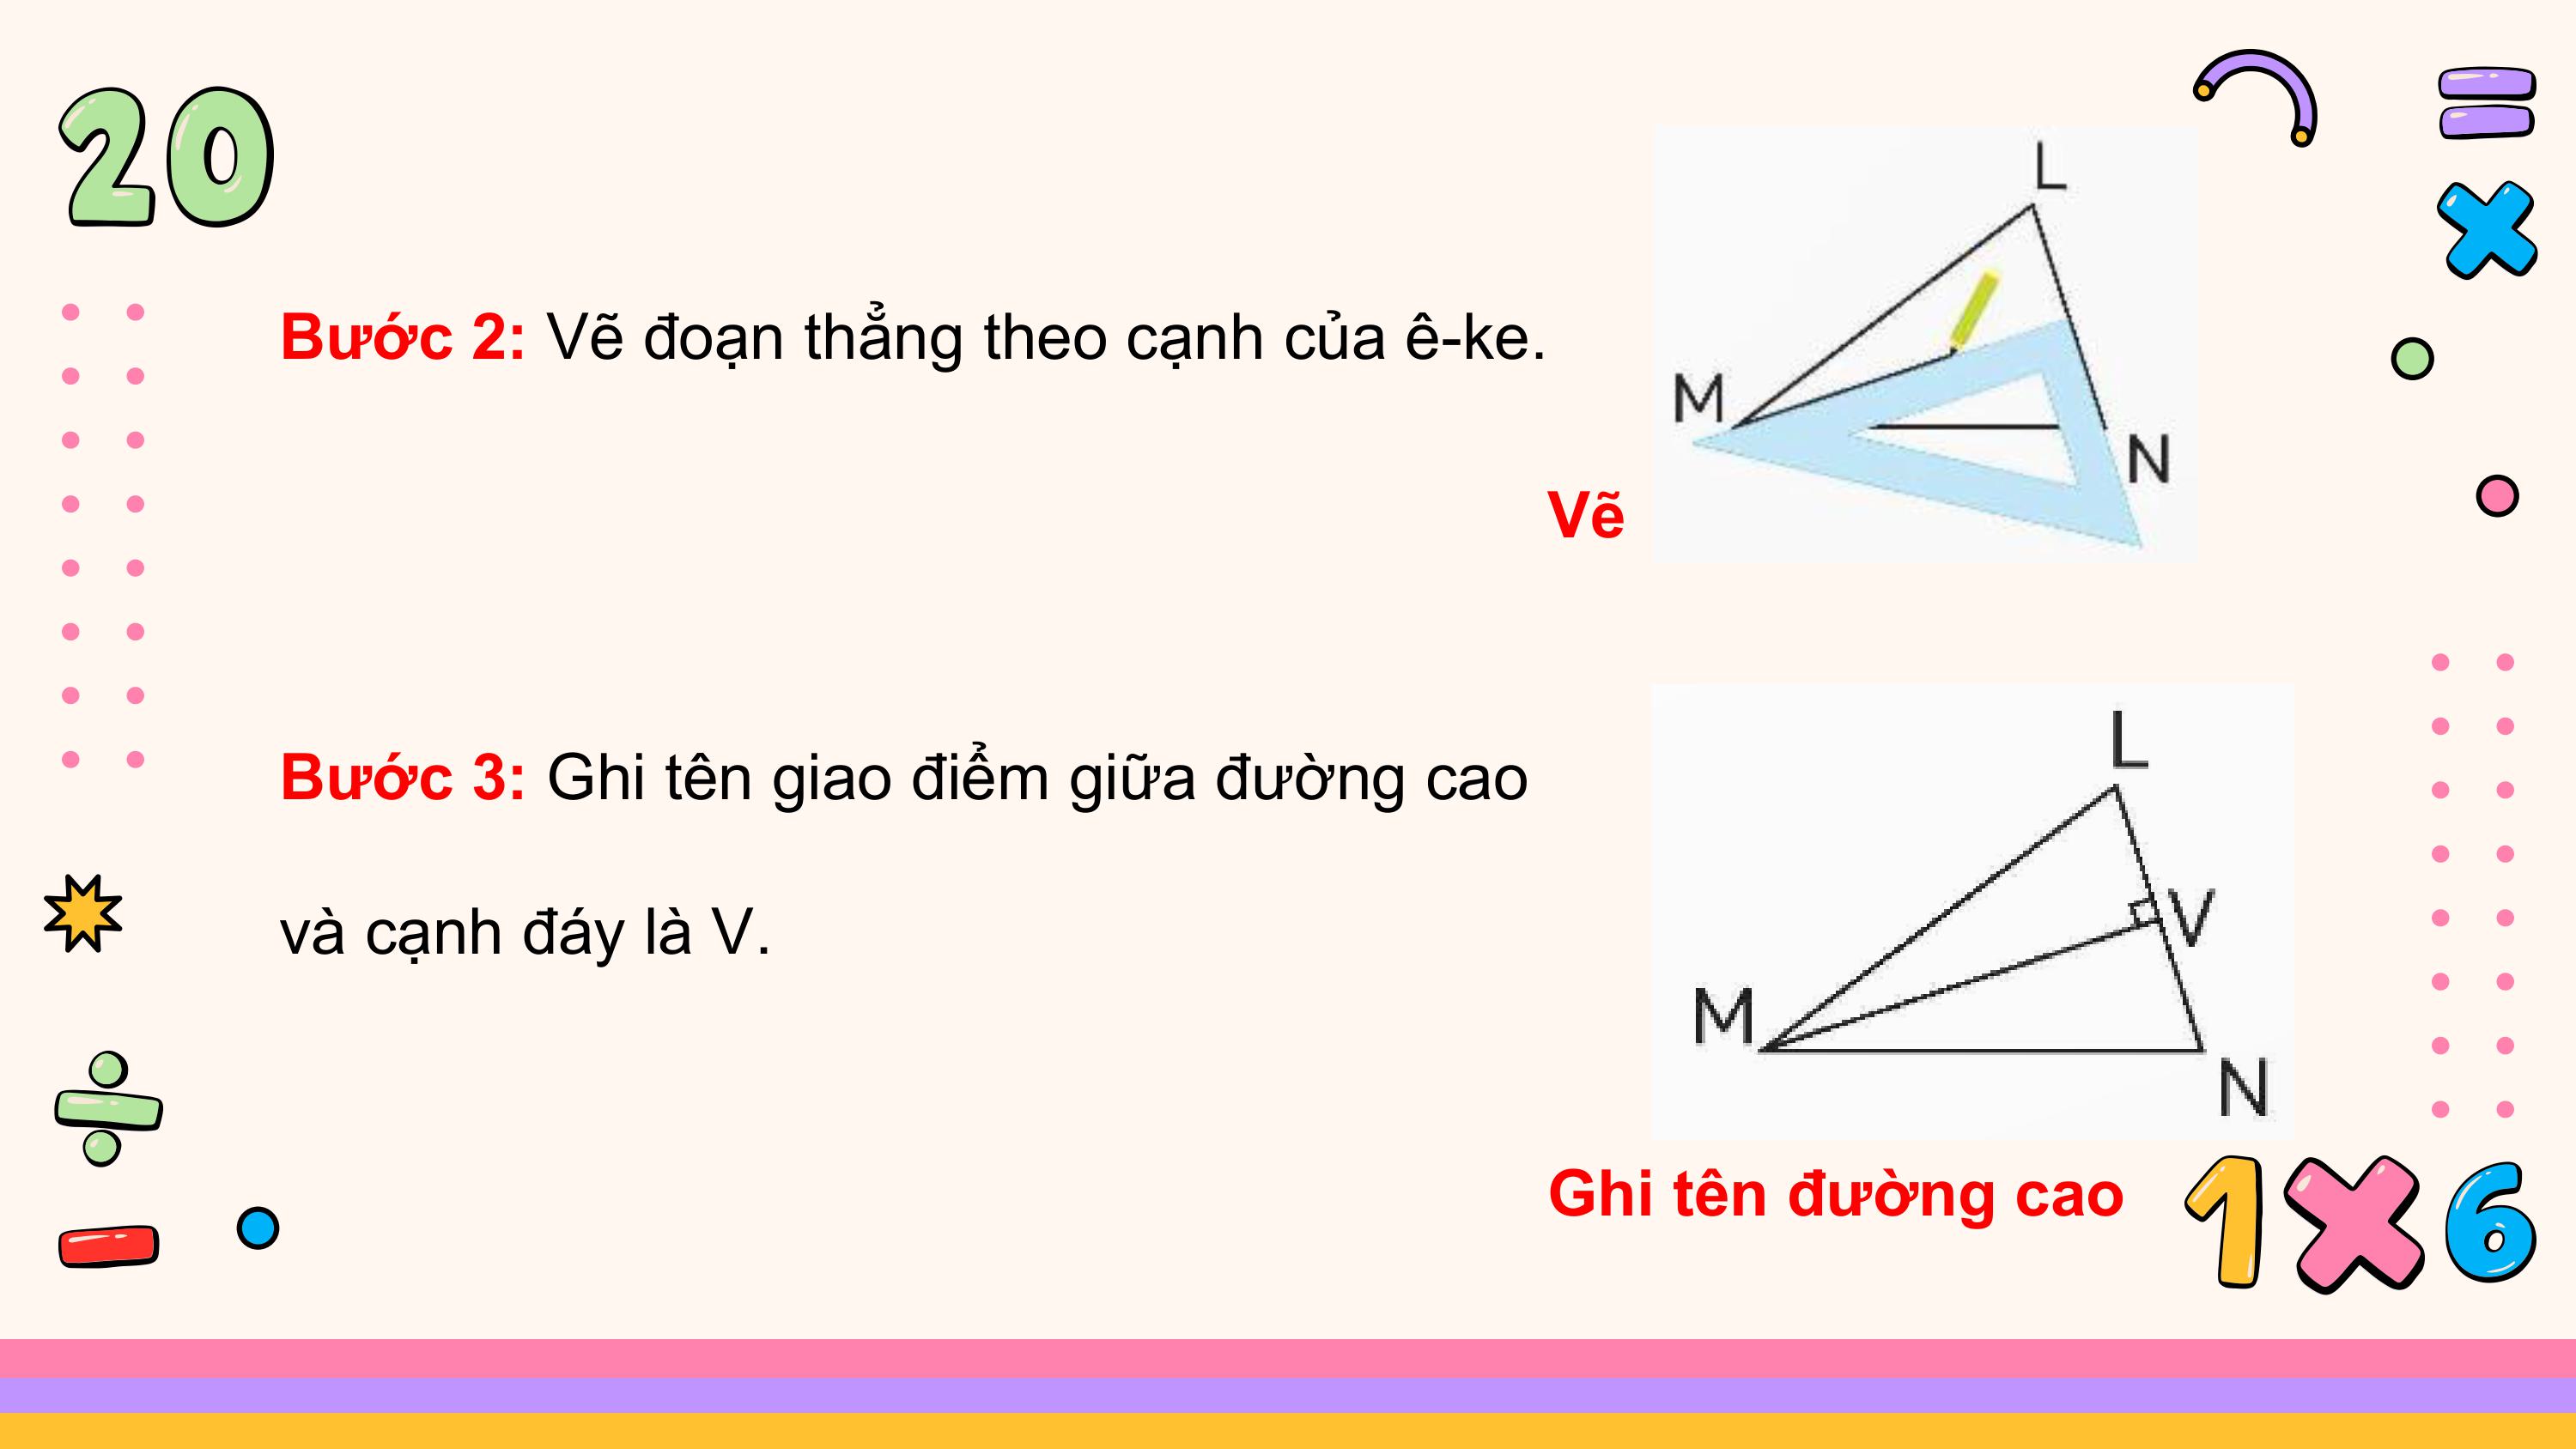 20
Bước 2: Vẽ đoạn thẳng theo cạnh của ê-ke.
L
M
N
Vẽ
Bước 3: Ghi tên giao điểm giữa đường cao
và cạnh đáy là V.
L
V
M
N
Ghi tên đường cao
1×6